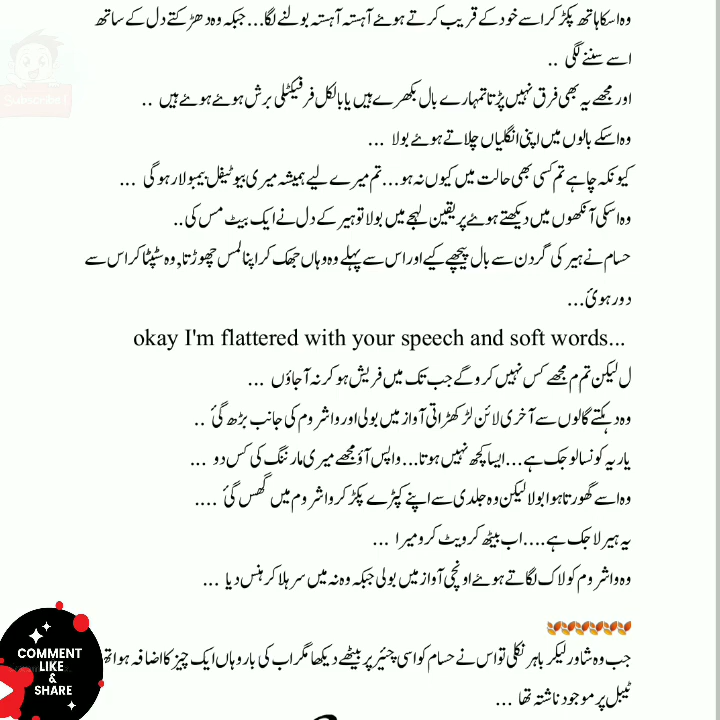 وہ اسکا ہاتھ پکڑ کر اسے خود کے قریب کرتے ہوئے آہستہ آہستہ بولنے لگا... جبکہ وہ دھڑکتے دل کے ساتھ
اسے سننے لگی ..
اور مجھے یہ بھی فرق نہیں پڑتا تمہارے بال بکھرے ہیں یا بالکل فرفیکٹلی برش ہوئے ہوئے ہیں ..
وہ اسکے بالوں میں اپنی انگلیاں چلاتے ہوئے بولا ...
کیونکہ چاہے تم کسی بھی حالت میں کیوں نہ ہو... تم میرے لیے ہمیشہ میری بیوٹیفل بیمبولا رہو گی ...
وہ اسکی آنکھوں میں دیکھتے ہوئے پر یقین لہجے میں بولا تو ہیر کے دل نے ایک بیٹ مس کی ..
حسام نے ہیر کی گردن سے بال پیچھے کیے اور اس سے پہلے وہ وہاں جھک کر اپنا لمس چھوڑتا, وہ سٹپٹا کر اس سے
دور ہوئ ...
okay I'm flattered with your speech and soft words...
ل لیکن تم م مجھے کس نہیں کرو گے جب تک میں فریش ہو کر نہ آجاؤں ...
وہ دہکتے گالوں سے آخری لائن لڑکھڑاتی آواز میں بولی اور واشروم کی جانب بڑھ گئ ..
یار یہ کونسا لوجک ہے... ایسا کچھ نہیں ہوتا... واپس آؤ مجھے میری مارننگ کی کس دو ...
وہ اسے گھورتا ہوا بولا لیکن وہ جلدی سے اپنے کپڑے پکڑ کر واشروم میں گھس گئ ....
یہ ہیر لاجک ہے.... اب بیٹھ کر ویٹ کرو میرا ...
وہ واشروم کو لاک لگاتے ہوئے اونچی آواز میں بولی جبکہ وہ نہ میں سر ہلا کر ہنس دیا ...
جب وہ شاور لیکر باہر نکلی تو اس نے حسام کو اسی چئیر پر بیٹھے دیکھا مگر اب کی بار وہاں ایک چیز کا اضافہ ہوا تھ
ٹیبل پر موجود ناشتہ تھا ...
Subscribe!
COMMENT
LIKE
&
SHARE